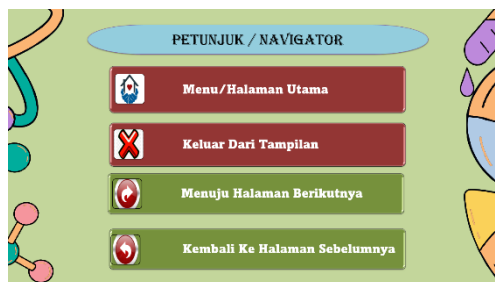 PETUNJUK / NAVIGATOR
Menu/Halaman Utama
Keluar Dari Tampilan
Menuju Halaman Berikutnya
Kembali Ke Halaman Sebelumnya